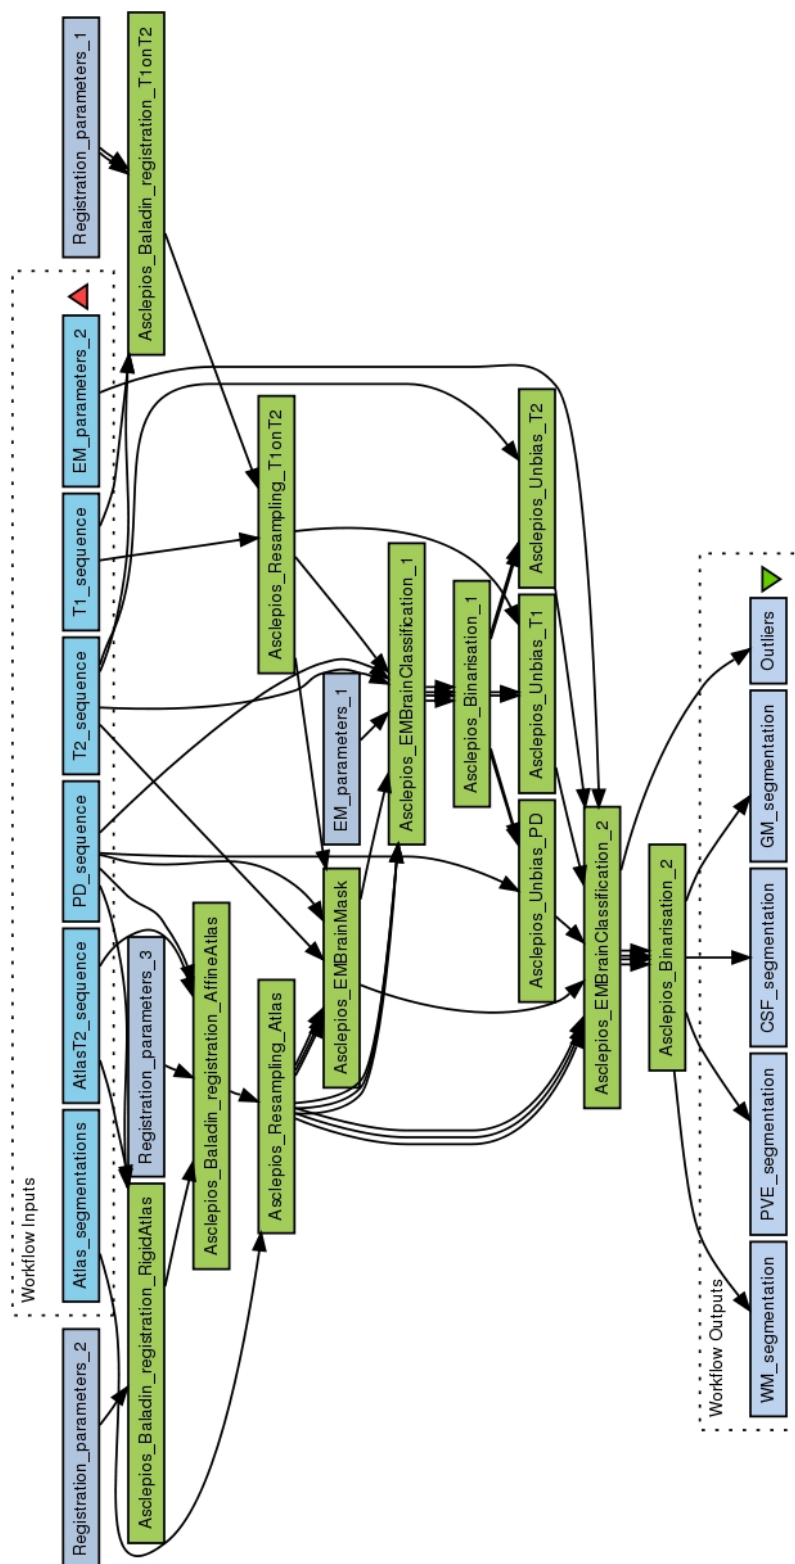 Workflow Inputs
Registration_parameters_2
Atlas_segmentations
AtlasT2_sequence
PD_sequence
T2_sequence
T1_sequence
EM_parameters_2
Registration_parameters_1
Asclepios_Baladin_registration_RigidAtlas
Registration_parameters_3
Asclepios_Baladin_registration_T1onT2
Asclepios_Baladin_registration_AffineAtlas
Asclepios_Resampling_Atlas
Asclepios_Resampling_T1onT2
Asclepios_EMBrainMask
EM_parameters_1
Asclepios_EMBrainClassification_1
Asclepios_Binarisation_1
Asclepios_Unbias_PD
Asclepios_Unbias_T1
Asclepios_Unbias_T2
Asclepios_EMBrainClassification_2
Asclepios_Binarisation_2
Workflow Outputs
WM_segmentation
PVE_segmentation
CSF_segmentation
GM_segmentation
Outliers